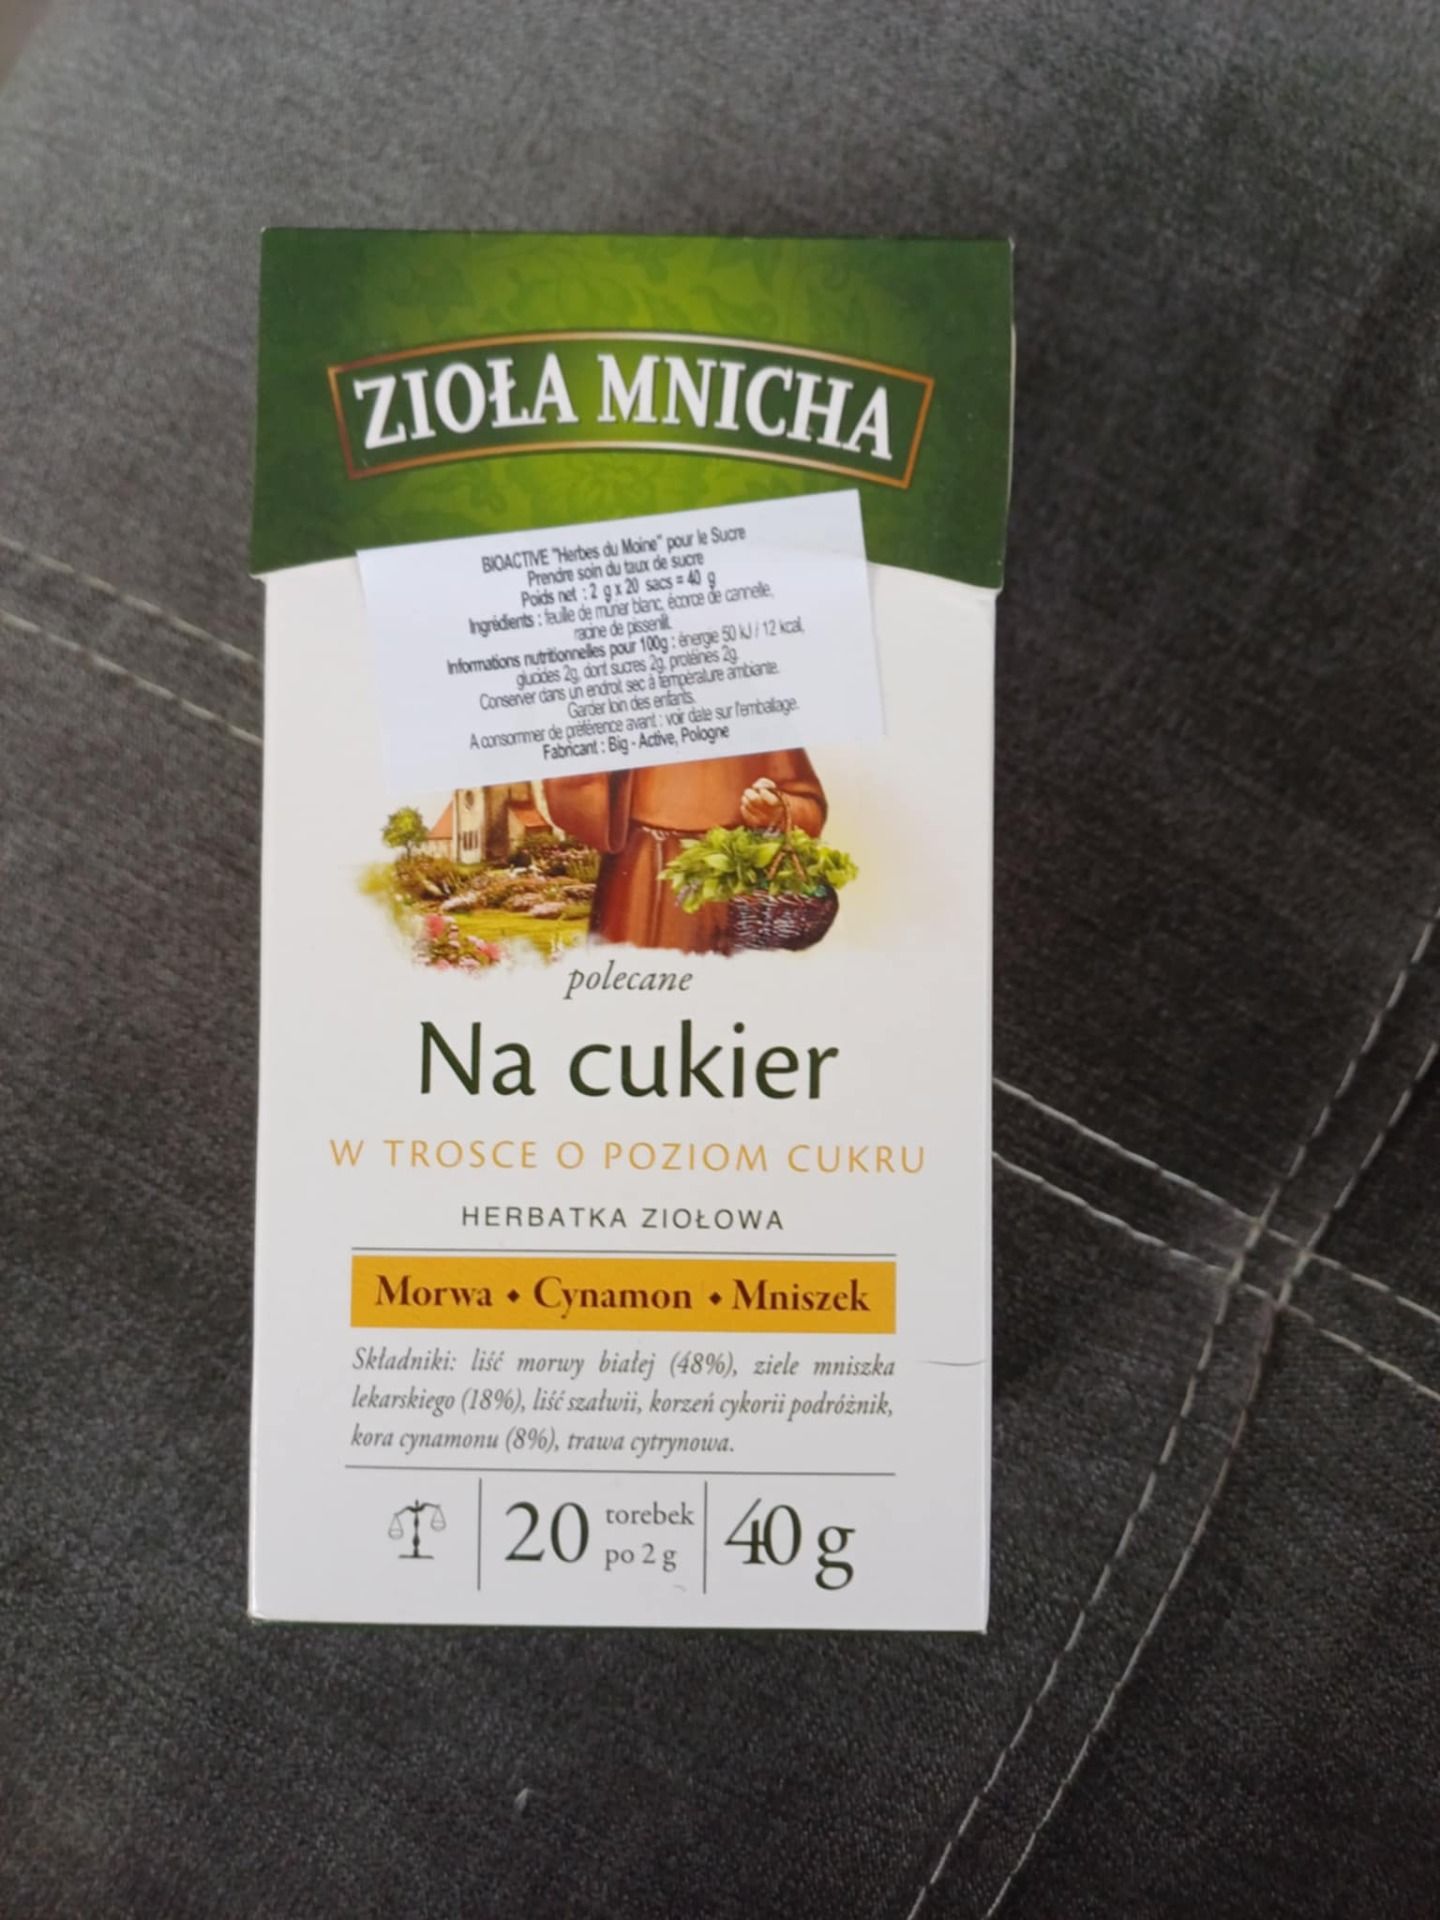 ZIOŁA MNICHA
BIOACTIVE "Herbes du Moine" pour le Sucre
Prendre soin du taux de sucre
Poids net : 2 g x 20 sacs = 40 g
Ingrédients : feuille de murier blanc, écorce de cannelle,
racine de pissenlit.
Informations nutritionnelles pour 100g : énergie 50 kJ / 12 kcal,
glucides 2g, dont sucres 2g, protéines 2g.
Conserver dans un endroit sec à température ambiante.
Garder loin des enfants.
A consommer de préférence avant : voir date sur l'emballage.
Fabricant : Big - Active, Pologne
polecane
Na cukier
W TROSCE O POZIOM CUKRU
HERBATKA ZIOŁOWA
Morwa • Cynamon • Mniszek
Składniki: liść morwy białej (48%), ziele mniszka
lekarskiego (18%), liść szałwii, korzeń cykorii podróżnik,
kora cynamonu (8%), trawa cytrynowa.
20 torebek
po 2 g
40 g